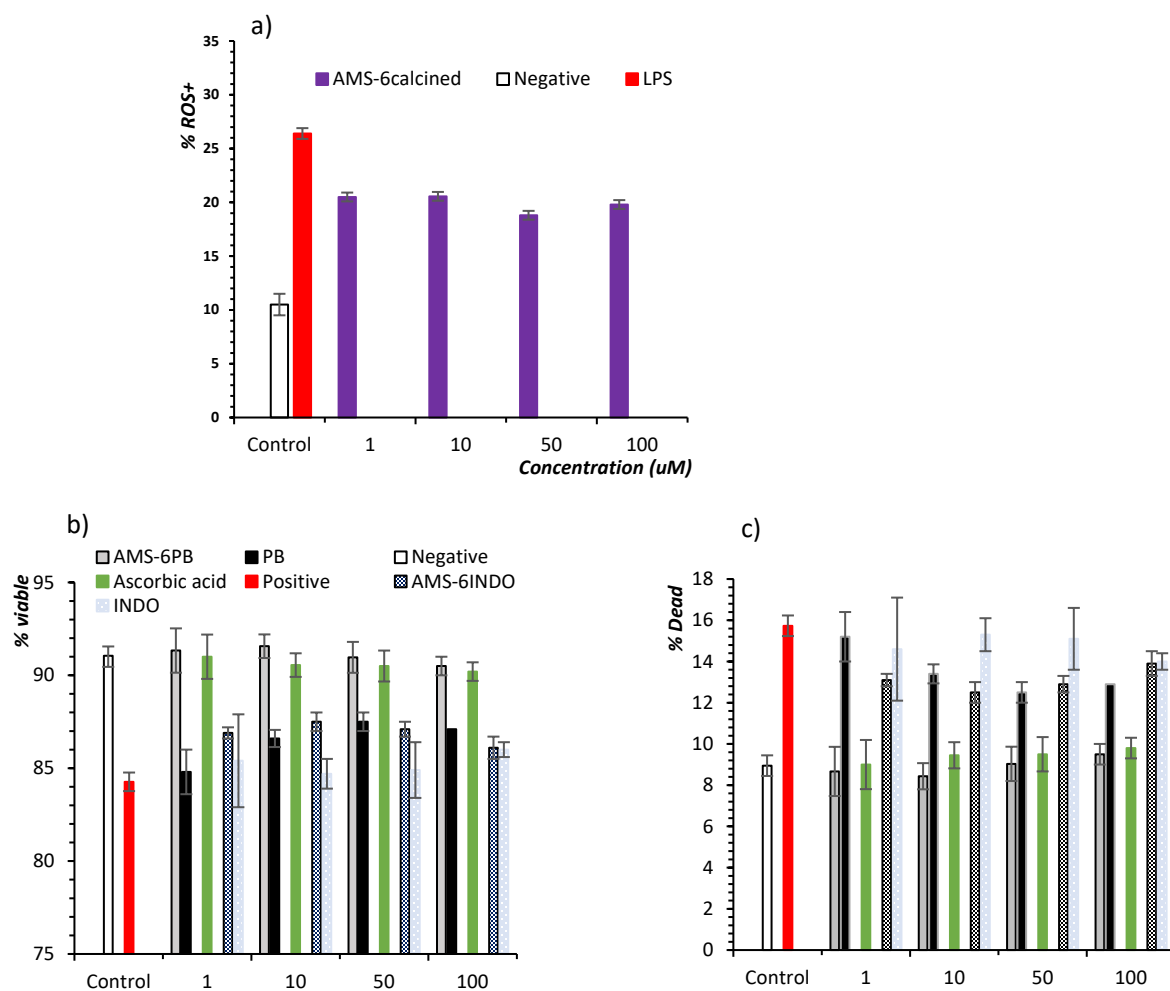 a)
35
30
25
20
15
10
5
0
% ROS+
AMS-6calcined Negative LPS
Control 1 10 50 100
Concentration (uM)
b)
AMS-6PB PB Negative
Ascorbic acid Positive AMS-6INDO
INDO
95
90
85
80
75
% viable
Control 1 10 50 100
c)
% Dead
18
16
14
12
10
8
6
4
2
0
Control 1 10 50 100